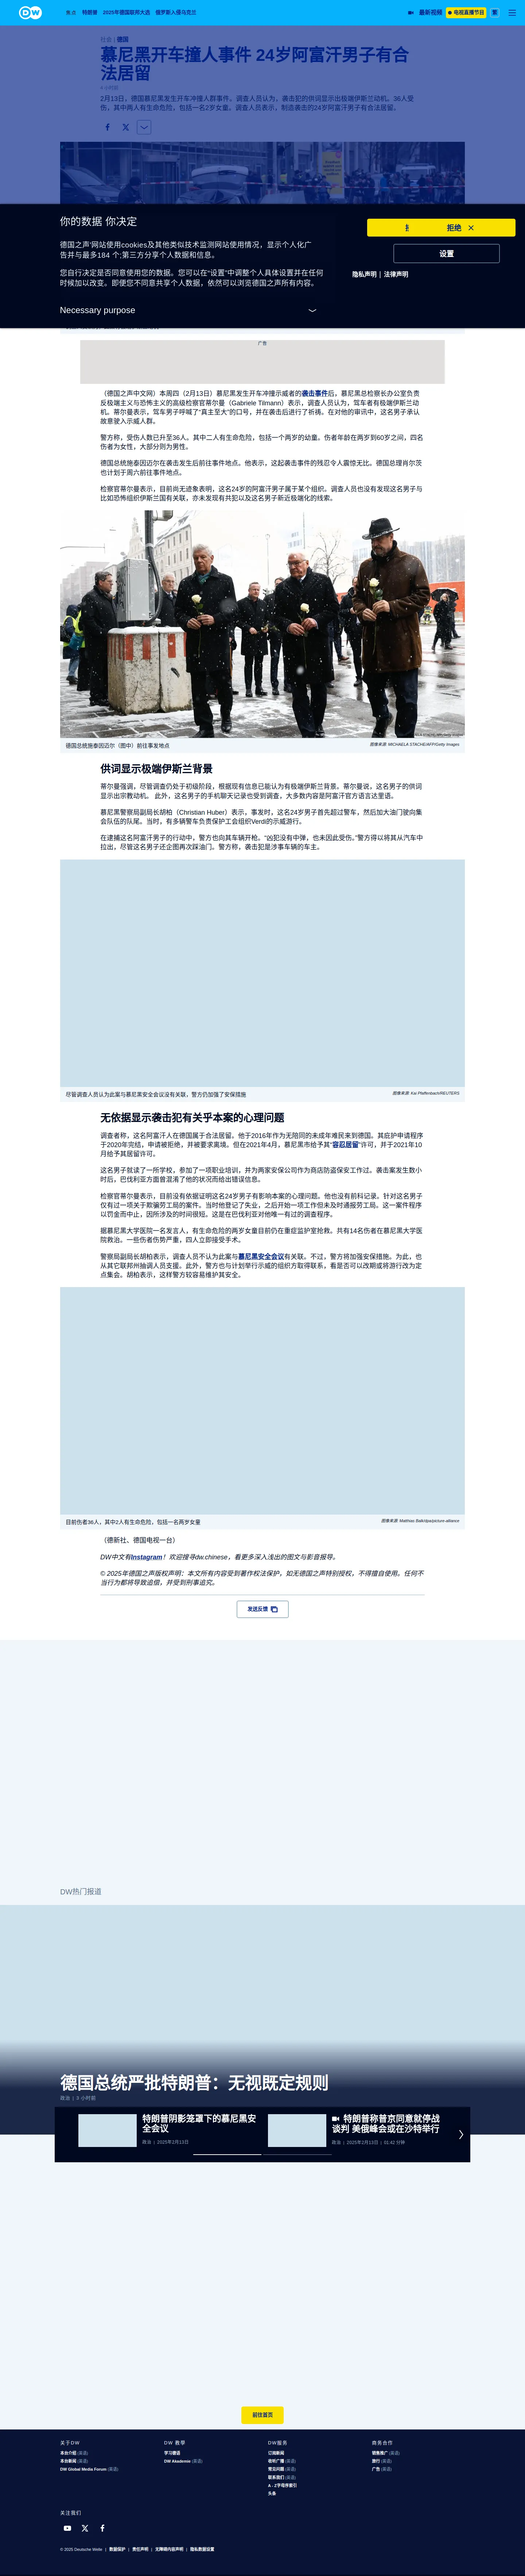 热点 特朗普 2025年德国联邦大选 俄罗斯入侵乌克兰 最新视频 电视直播节目
社会 | 德国
慕尼黑开车撞人事件 24岁阿富汗男子有合
法居留
2月13日，德国慕尼黑发生开车冲撞人群事件。调查人员认为，袭击犯的供词显示出极端伊斯兰动机。36人受
伤，其中两人有生命危险，包括一名2岁女童。调查人员表示，制造袭击的24岁阿富汗男子有合法居留。
你的数据 你决定
德国之声'网站使用cookies及其他类似技术监测网站使用情况，显示个人化广
告并与最多184 个;第三方分享个人数据和信息。
您自行决定是否同意使用您的数据。您可以在"设置"中调整个人具体设置并在任何
时候加以改变。即便您不同意共享个人数据，依然可以浏览德国之声所有内容。
Necessary purpose
拒绝
设置
隐私声明 | 法律声明
广告
（德国之声中文网）本周四（2月13日）慕尼黑发生开车冲撞示威者的袭击事件后，慕尼黑总检察长办公室负责
反极端主义与恐怖主义的高级检察官蒂尔曼（Gabriele Tilmann）表示，调查人员认为，驾车者有极端伊斯兰动
机。蒂尔曼表示，驾车男子呼喊了"真主至大"的口号，并在袭击后进行了祈祷。在对他的审讯中，这名男子承认
故意驶入示威人群。
警方称，受伤人数已升至36人。其中二人有生命危险，包括一个两岁的幼童。伤者年龄在两岁到60岁之间，四名
伤者为女性，大部分则为男性。
德国总统施泰因迈尔在袭击发生后前往事件地点。他表示，这起袭击事件的残忍令人震惊无比。德国总理肖尔茨
也计划于周六前往事件地点。
检察官蒂尔曼表示，目前尚无迹象表明，这名24岁的阿富汗男子属于某个组织。调查人员也没有发现这名男子与
比如恐怖组织伊斯兰国有关联，亦未发现有共犯以及这名男子新近极端化的线索。
德国总统施泰因迈尔（图中）前往事发地点
图像来源: MICHAELA STACHE/AFP/Getty Images
供词显示极端伊斯兰背景
蒂尔曼强调，尽管调查仍处于初级阶段，根据现有信息已能认为有极端伊斯兰背景。蒂尔曼说，这名男子的供词
显示出宗教动机。 此外，这名男子的手机聊天记录也受到调查，大多数内容是阿富汗官方语言达里语。
慕尼黑警察局副局长胡柏（Christian Huber）表示，事发时，这名24岁男子首先超过警车，然后加大油门驶向集
会队伍的队尾。当时，有多辆警车负责保护工会组织Verdi的示威游行。
在逮捕这名阿富汗男子的行动中，警方也向其车辆开枪。"凶犯没有中弹，也未因此受伤。"警方得以将其从汽车中
拉出，尽管这名男子还企图再次踩油门。警方称，袭击犯是涉事车辆的车主。
尽管调查人员认为此案与慕尼黑安全会议没有关联，警方仍加强了安保措施
图像来源: Kai Pfaffenbach/REUTERS
无依据显示袭击犯有关乎本案的心理问题
调查者称，这名阿富汗人在德国属于合法居留。他于2016年作为无陪同的未成年难民来到德国。其庇护申请程序
于2020年完结，申请被拒绝，并被要求离境。但在2021年4月，慕尼黑市给予其"容忍居留"许可，并于2021年10
月给予其居留许可。
这名男子就读了一所学校，参加了一项职业培训，并为两家安保公司作为商店防盗保安工作过。袭击案发生数小
时后，巴伐利亚方面曾混淆了他的状况而给出错误信息。
检察官蒂尔曼表示，目前没有依据证明这名24岁男子有影响本案的心理问题。他也没有前科记录。针对这名男子
仅有过一项关于欺骗劳工局的案件。当时他登记了失业，之后开始一项工作但未及时通报劳工局。这一案件程序
以罚金而中止，因所涉及的时间很短。这是在巴伐利亚对他唯一有过的调查程序。
据慕尼黑大学医院一名发言人，有生命危险的两岁女童目前仍在重症监护室抢救。共有14名伤者在慕尼黑大学医
院救治。一些伤者伤势严重，四人立即接受手术。
警察局副局长胡柏表示，调查人员不认为此案与慕尼黑安全会议有关联。不过，警方将加强安保措施。为此，也
从其它联邦州抽调人员支援。此外，警方也与计划举行示威的组织方取得联系，看是否可以改期或将游行改为定
点集会。胡柏表示，这样警方较容易维护其安全。
目前伤者36人，其中2人有生命危险，包括一名两岁女童
图像来源: Matthias Balk/dpa/picture-alliance
（德新社、德国电视一台）
DW中文有Instagram！欢迎搜寻dw.chinese，看更多深入浅出的图文与影音报导。
© 2025年德国之声版权声明：本文所有内容受到著作权法保护，如无德国之声特别授权，不得擅自使用。任何不
当行为都将导致追偿，并受到刑事追究。
发送反馈
DW热门报道
德国总统严批特朗普：无视既定规则
政治 | 9 小时前
特朗普阴影笼罩下的慕尼黑安
全会议
政治 | 2025年2月13日
特朗普称普京同意就停战
谈判 美俄峰会或在沙特举行
政治 | 2025年2月13日 | 01:42 分钟
前往首页
关于DW
本台介绍 (英语)
本台新闻 (英语)
DW Global Media Forum (英语)
DW 教學
学习德语
DW Akademie (英语)
DW服务
订阅新闻
收听广播 (英语)
常见问题 (英语)
联系我们 (英语)
A - Z字母序索引
头条
商务合作
销售推广 (英语)
旅行 (英语)
广告 (英语)
关注我们
© 2025 Deutsche Welle | 数据保护 | 责任声明 | 无障碍内容声明 | 隐私数据设置